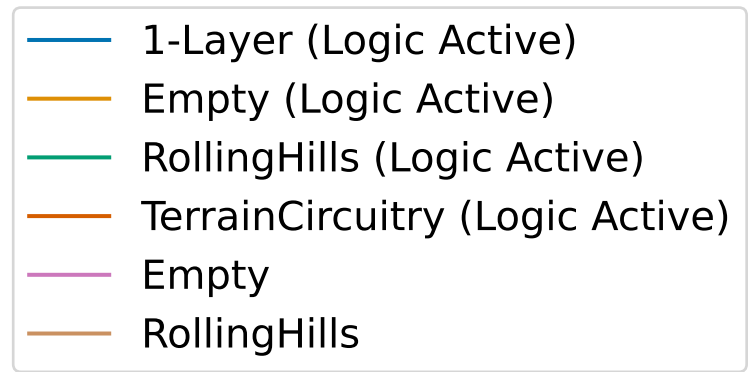 1-Layer (Logic Active)
Empty (Logic Active)
RollingHills (Logic Active)
TerrainCircuitry (Logic Active)
Empty
RollingHills